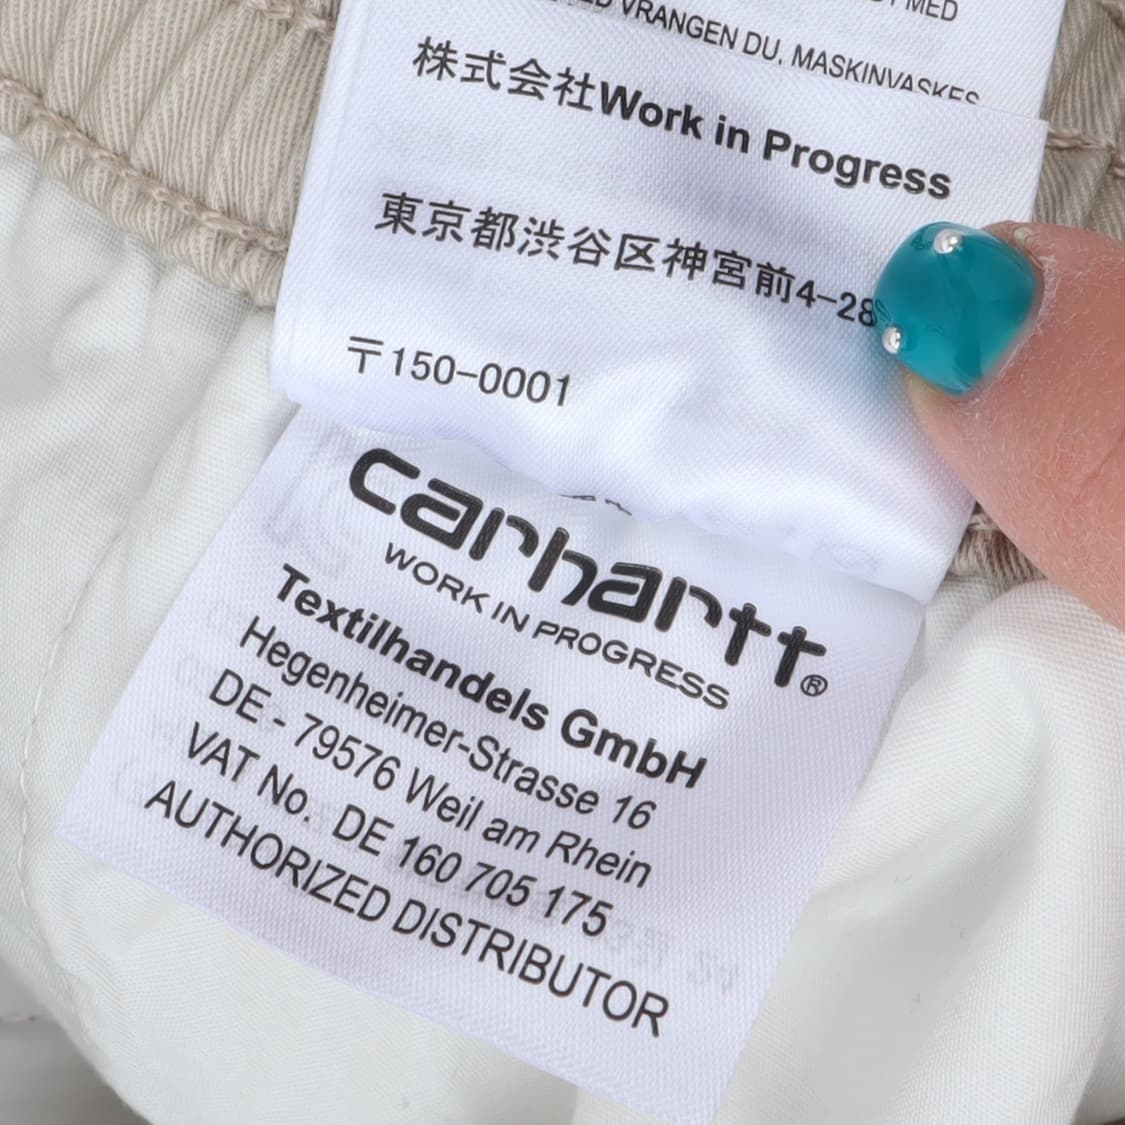 VRANGEN DU, MASKINVASKES
株式会社Work in Progress
東京都渋谷区神宮前4-28
〒150-0001
carhartt®
WORK IN PROGRESS
Textilhandels GmbH
Hegenheimer-Strasse 16
DE - 79576 Weil am Rhein
VAT No. DE 160 705 175
AUTHORIZED DISTRIBUTOR